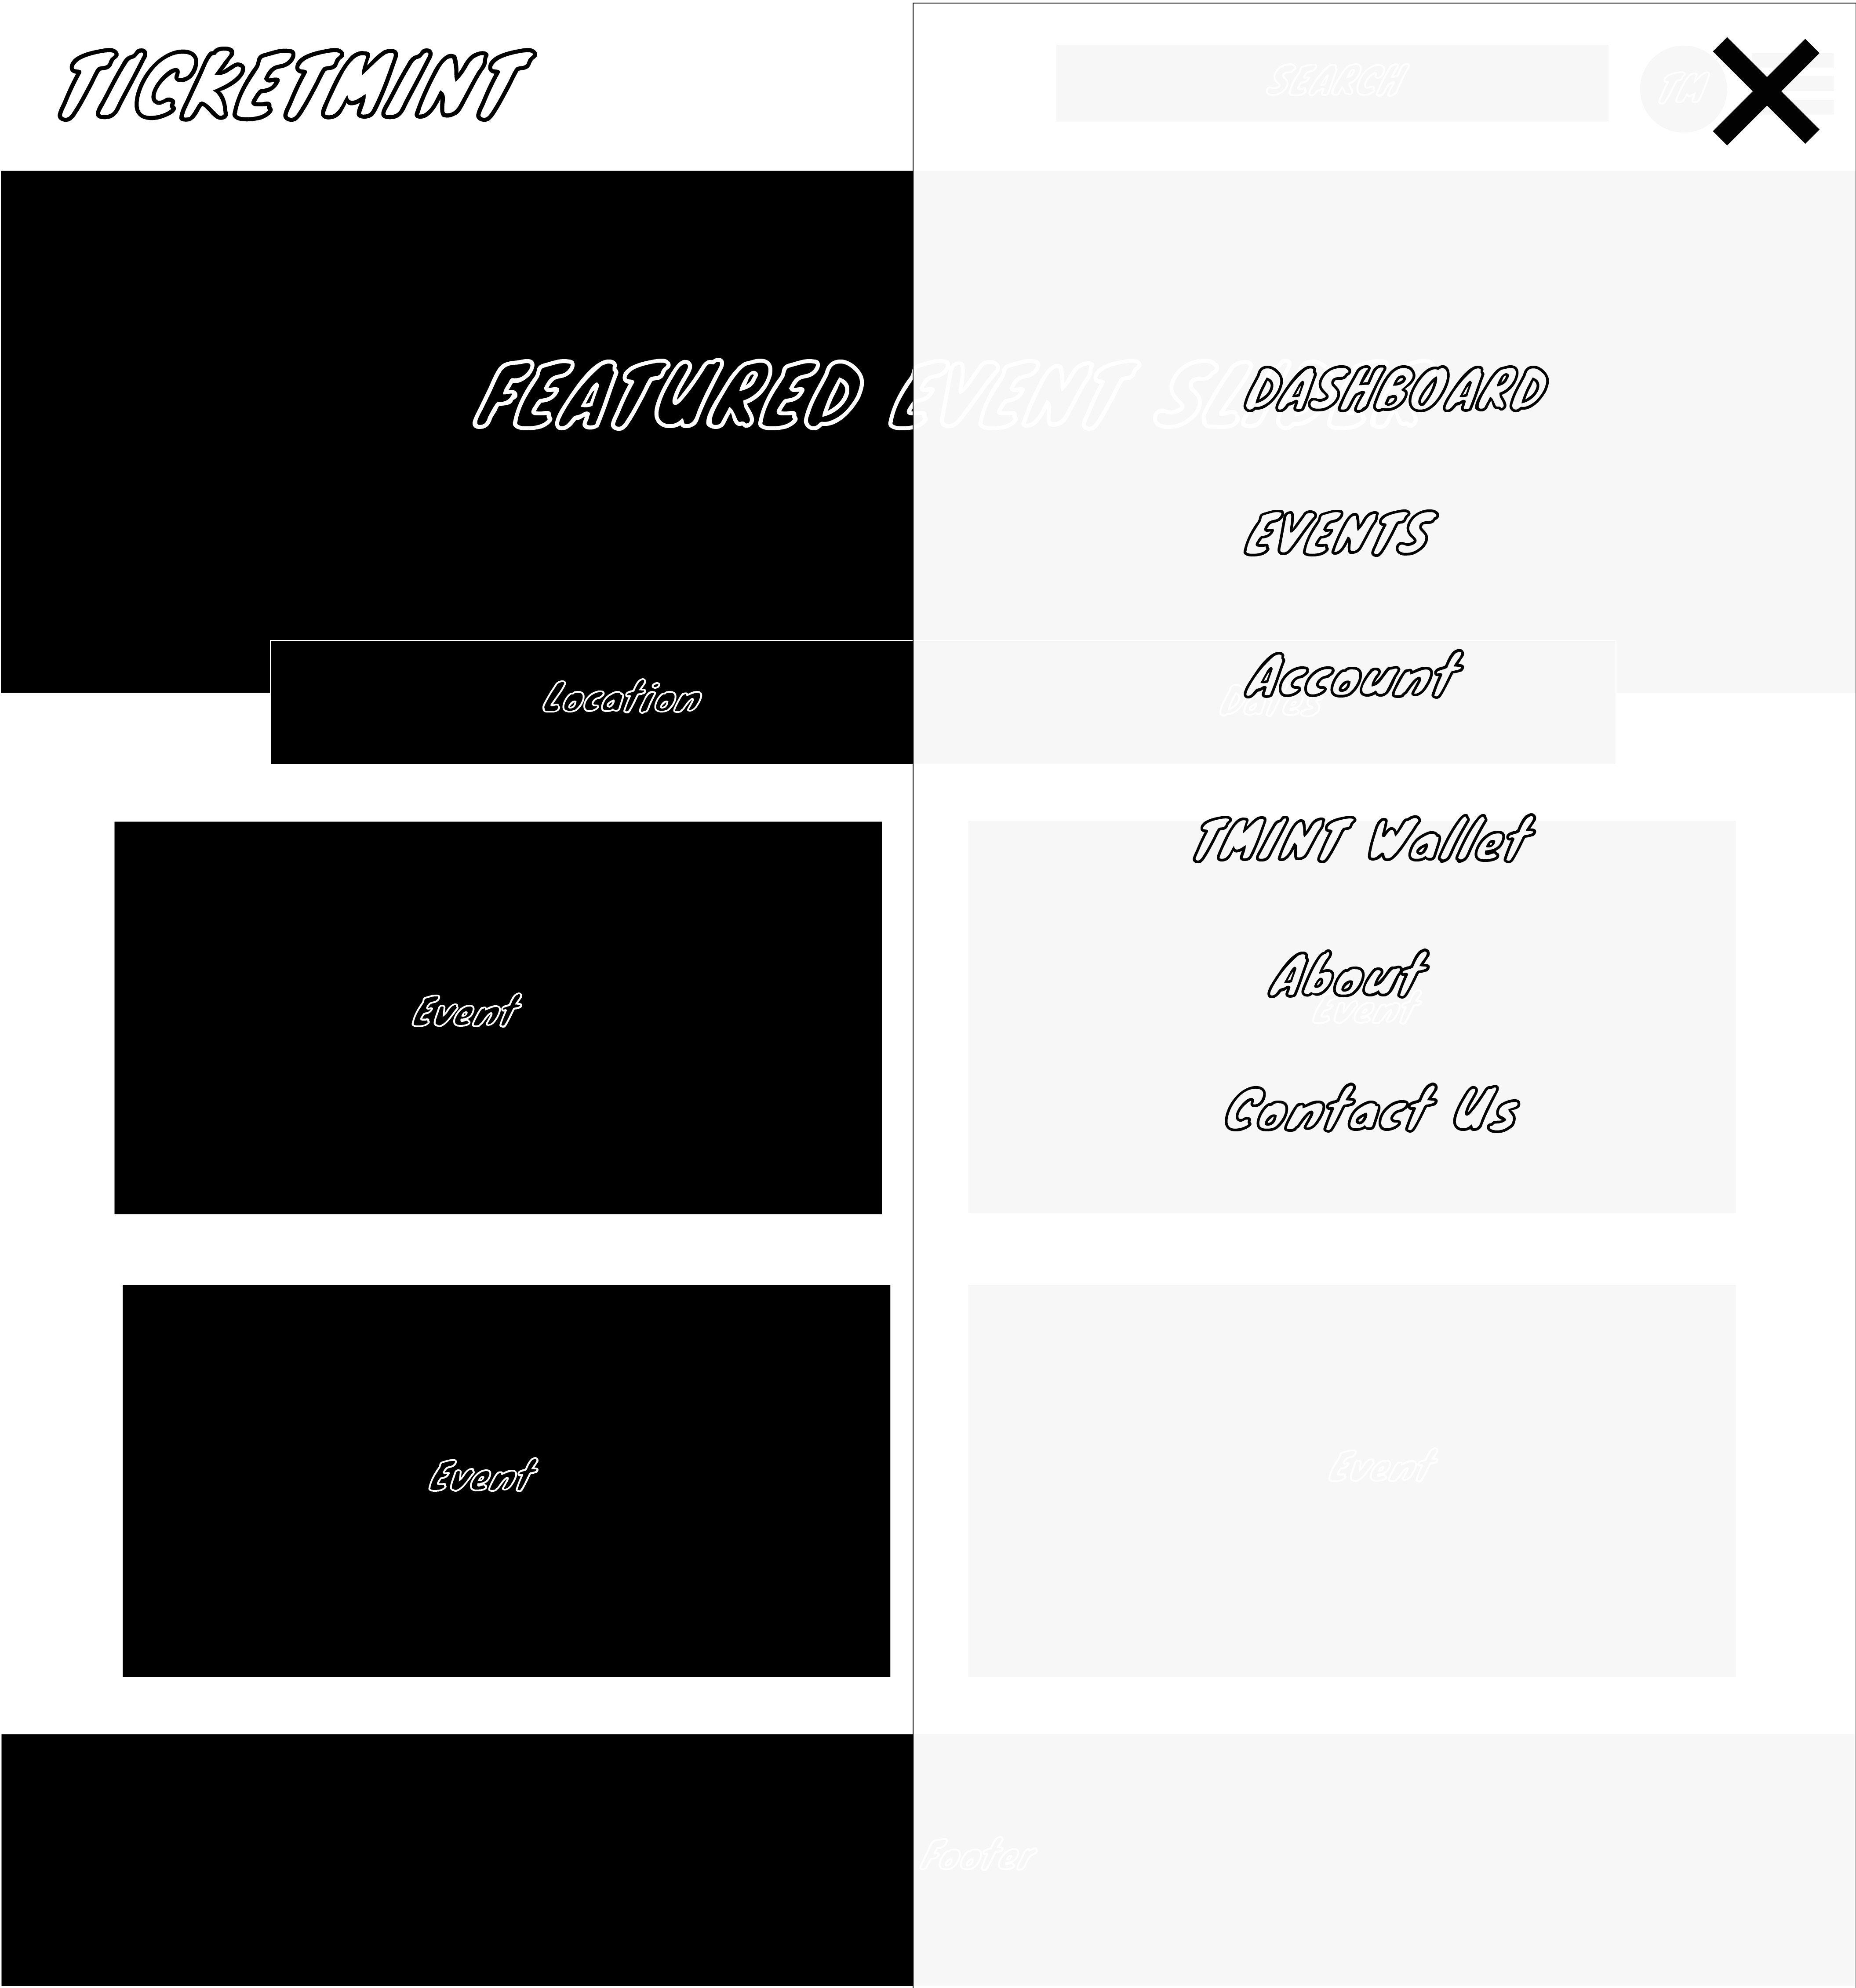 TICKETMINT
SEARCH
TM
FEATURED EVENT SLIDER
DASHBOARD
EVENTS
Account
Location
Dates
TMINT Wallet
About
Event
Event
Contact Us
Event
Event
Footer